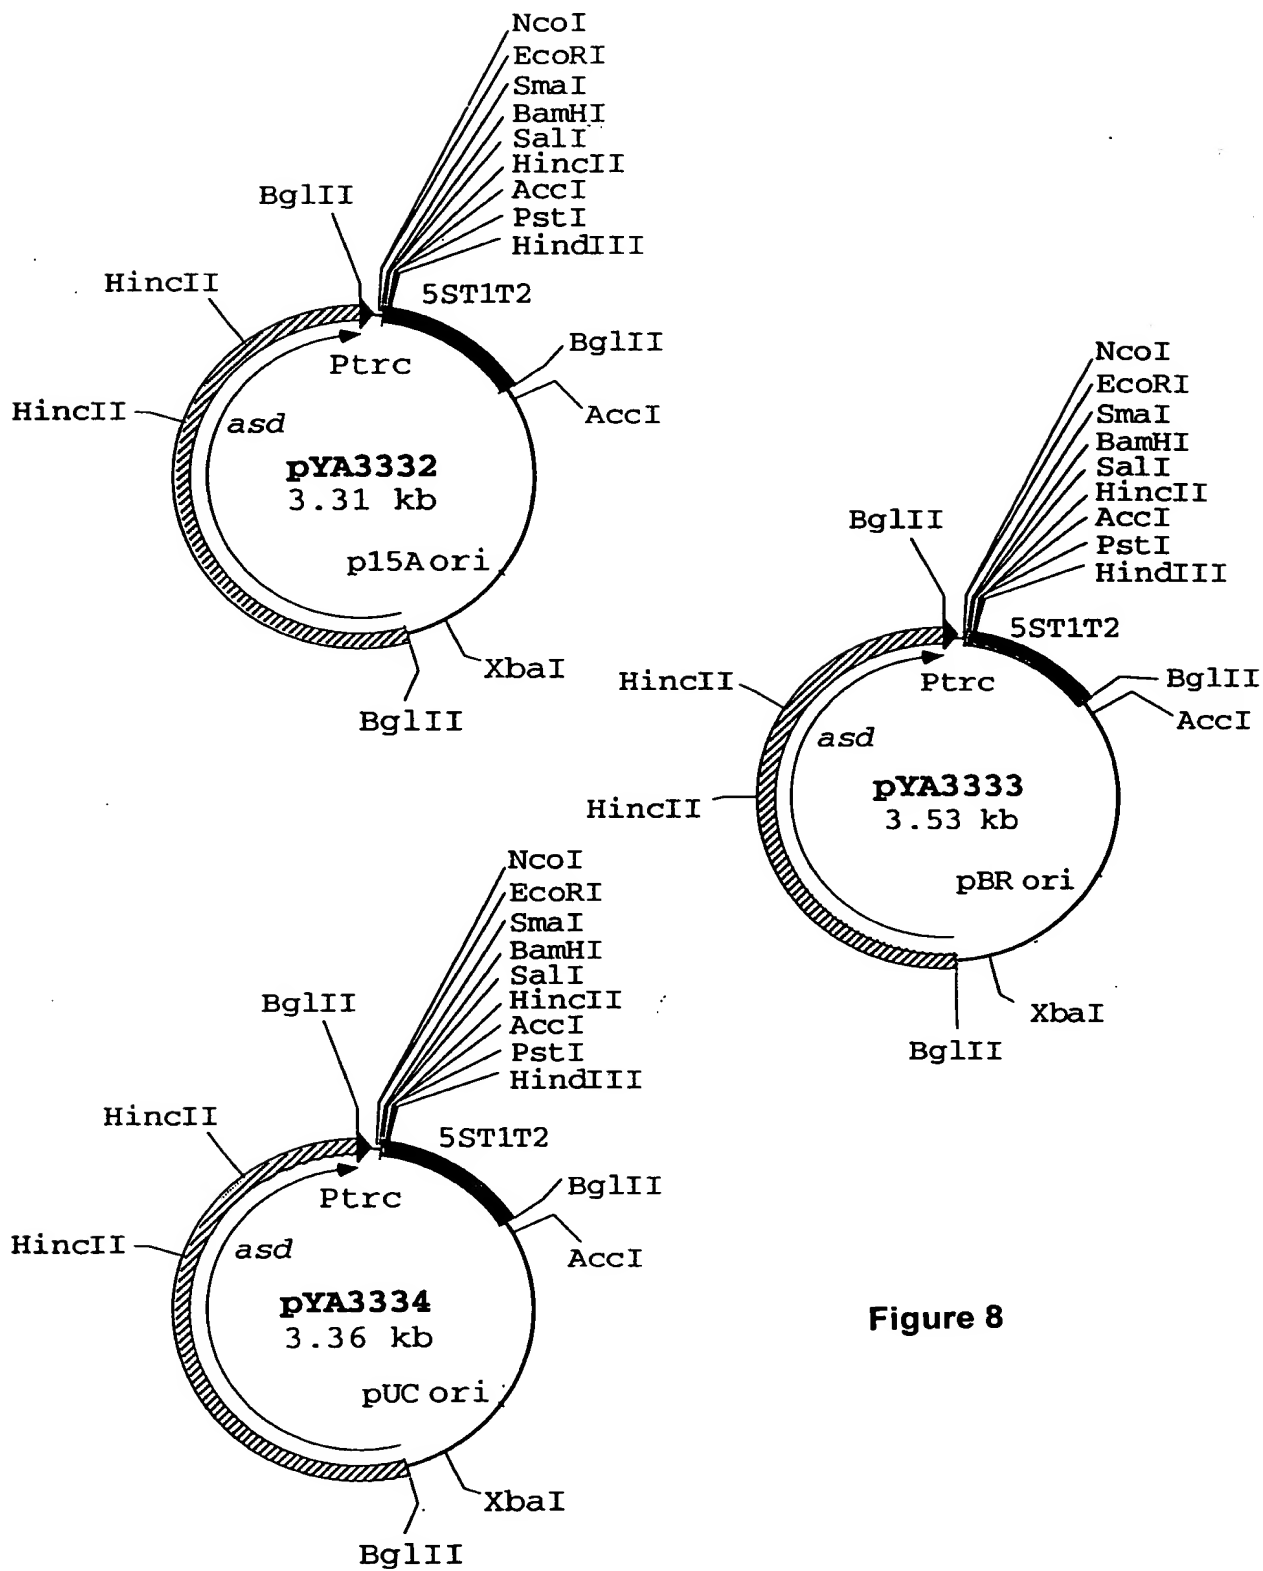 NcoI
EcoRI
SmaI
BamHI
SalI
HincII
AccI
PstI
HindIII
BglII
HincII
5ST1T2
BglII
Ptrc
HincII
AccI
asd
pYA3332
3.31 kb
p15A ori
XbaI
BglII
NcoI
EcoRI
SmaI
BamHI
SalI
HincII
AccI
PstI
HindIII
BglII
5ST1T2
HincII
Ptrc
BglII
AccI
asd
pYA3333
3.53 kb
HincII
pBR ori
XbaI
BglII
NcoI
EcoRI
SmaI
BamHI
SalI
HincII
AccI
PstI
HindIII
BglII
HincII
5ST1T2
BglII
Ptrc
HincII
asd
AccI
pYA3334
3.36 kb
pUC ori
XbaI
BglII
Figure 8